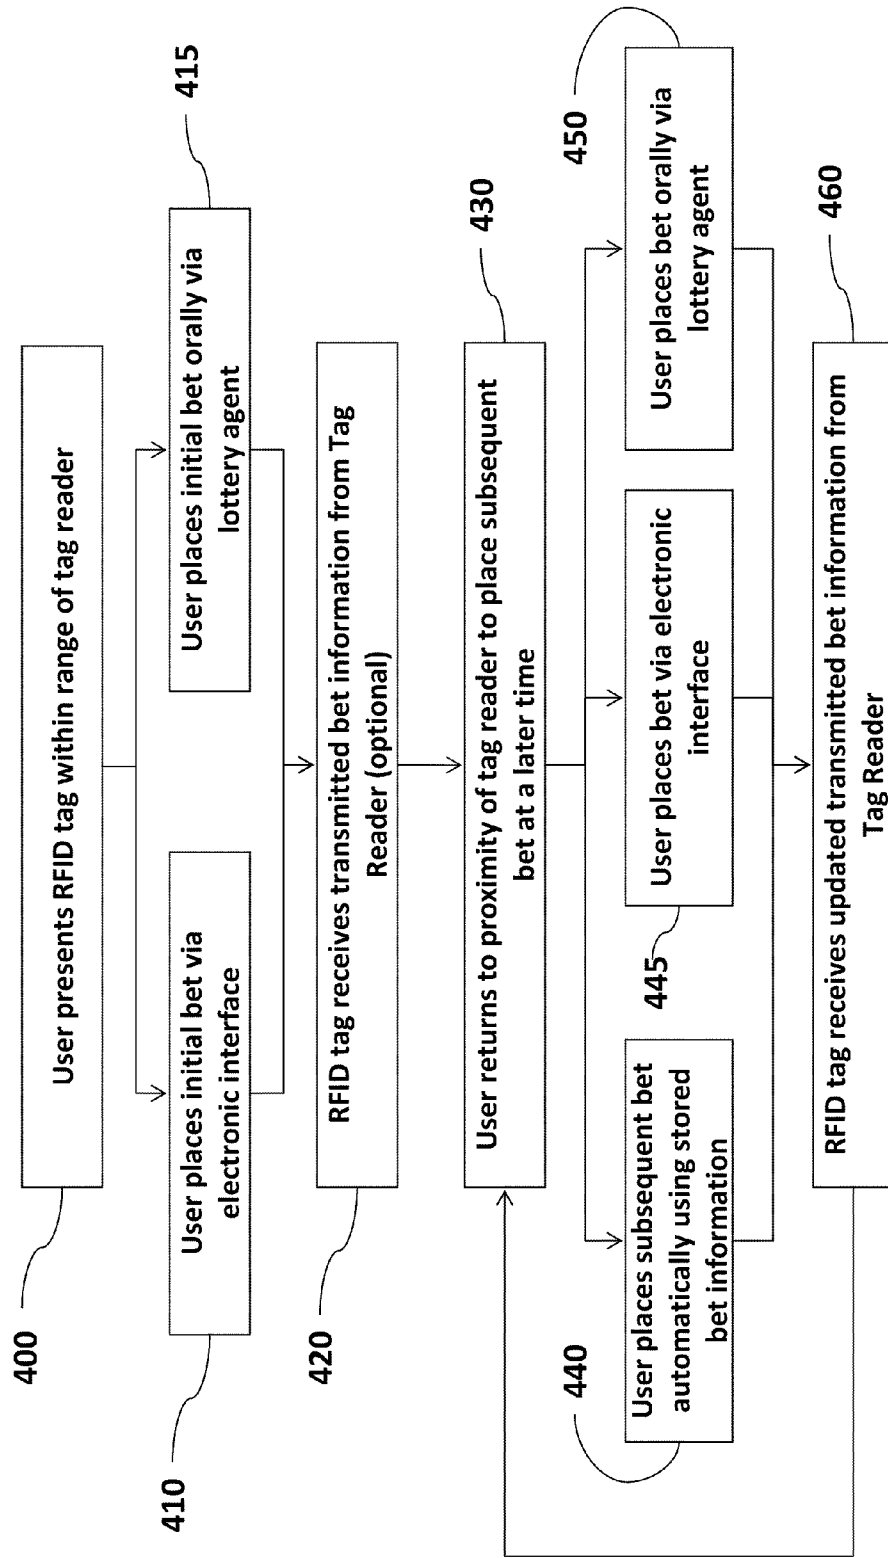 400
User presents RFID tag within range of tag reader
410
User places initial bet via
electronic interface
415
User places initial bet orally via
lottery agent
420
RFID tag receives transmitted bet information from Tag
Reader (optional)
430
User returns to proximity of tag reader to place subsequent
bet at a later time
440
User places subsequent bet
automatically using stored
bet information
445
User places bet via electronic
interface
450
User places bet orally via
lottery agent
460
RFID tag receives updated transmitted bet information from
Tag Reader